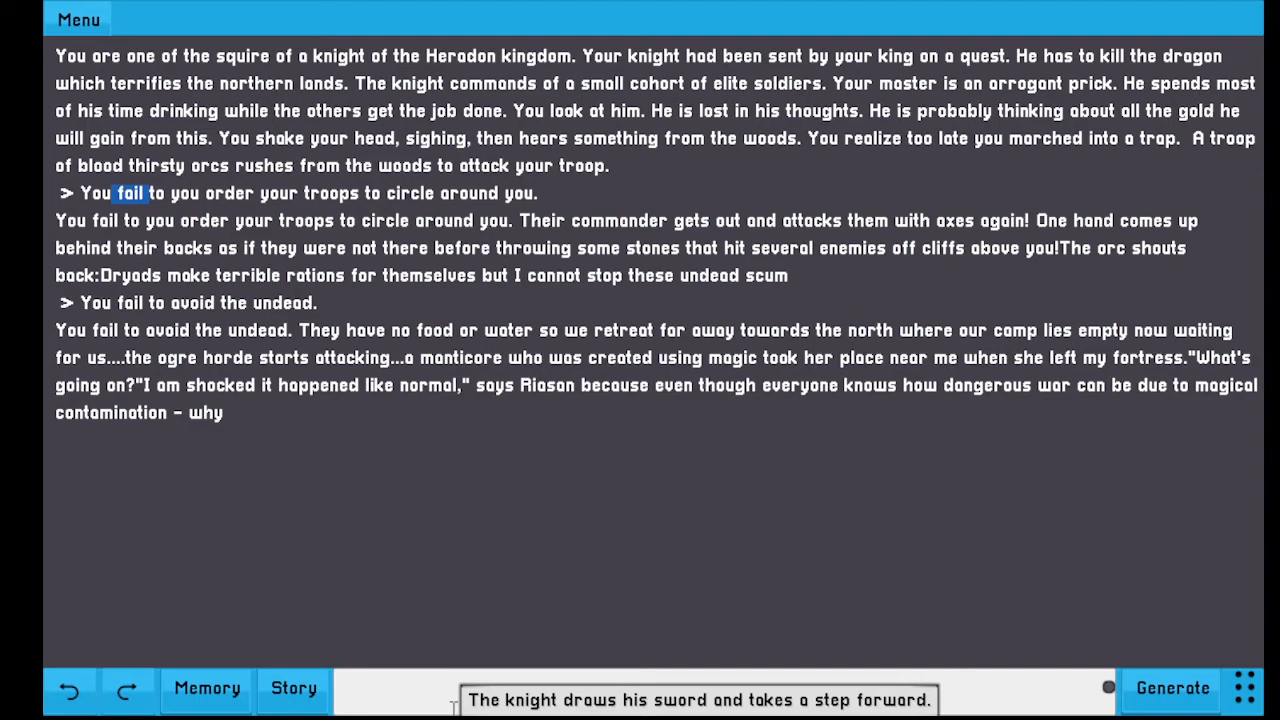 Menu
You are one of the squire of a knight of the Heradon kingdom. Your knight had been sent by your king on a quest. He has to kill the dragon
which terrifies the northern lands. The knight commands of a small cohort of elite soldiers. Your master is an arrogant prick. He spends most
of his time drinking while the others get the job done. You look at him. He is lost in his thoughts. He is probably thinking about all the gold he
will gain from this. You shake your head, sighing, then hears something from the woods. You realize too late you marched into a trap.  A troop
of blood thirsty orcs rushes from the woods to attack your troop.
> You fail to you order your troops to circle around you.
You fail to you order your troops to circle around you. Their commander gets out and attacks them with axes again! One hand comes up
behind their backs as if they were not there before throwing some stones that hit several enemies off cliffs above you!The orc shouts
back:Dryads make terrible rations for themselves but I cannot stop these undead scum
> You fail to avoid the undead.
You fail to avoid the undead. They have no food or water so we retreat far away towards the north where our camp lies empty now waiting
for us....the ogre horde starts attacking...a manticore who was created using magic took her place near me when she left my fortress."What's
going on?"I am shocked it happened like normal," says Riasan because even though everyone knows how dangerous war can be due to magical
contamination - why
Memory
Story
The knight draws his sword and takes a step forward.
Generate